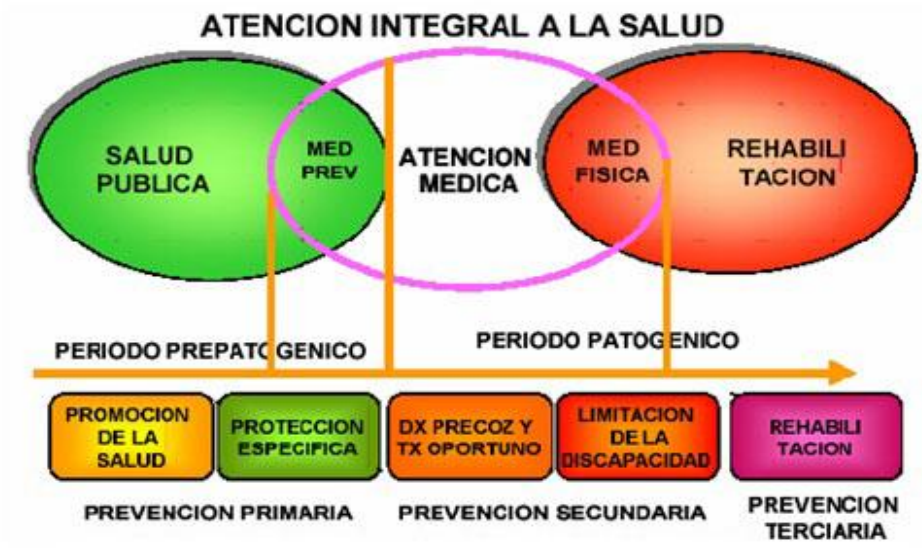 ATENCION INTEGRAL A LA SALUD
SALUD
PUBLICA
MED
PREV
ATENCION
MEDICA
MED
FISICA
REHABILI
TACION
PERIODO PREPATOGENICO
PERIODO PATOGENICO
PROMOCION
DE LA
SALUD
PROTECCION
ESPECIFICA
DX PRECOZ Y
TX OPORTUNO
LIMITACION
DE LA
DISCAPACIDAD
REHABILI
TACION
PREVENCION PRIMARIA
PREVENCION SECUNDARIA
PREVENCION
TERCIARIA